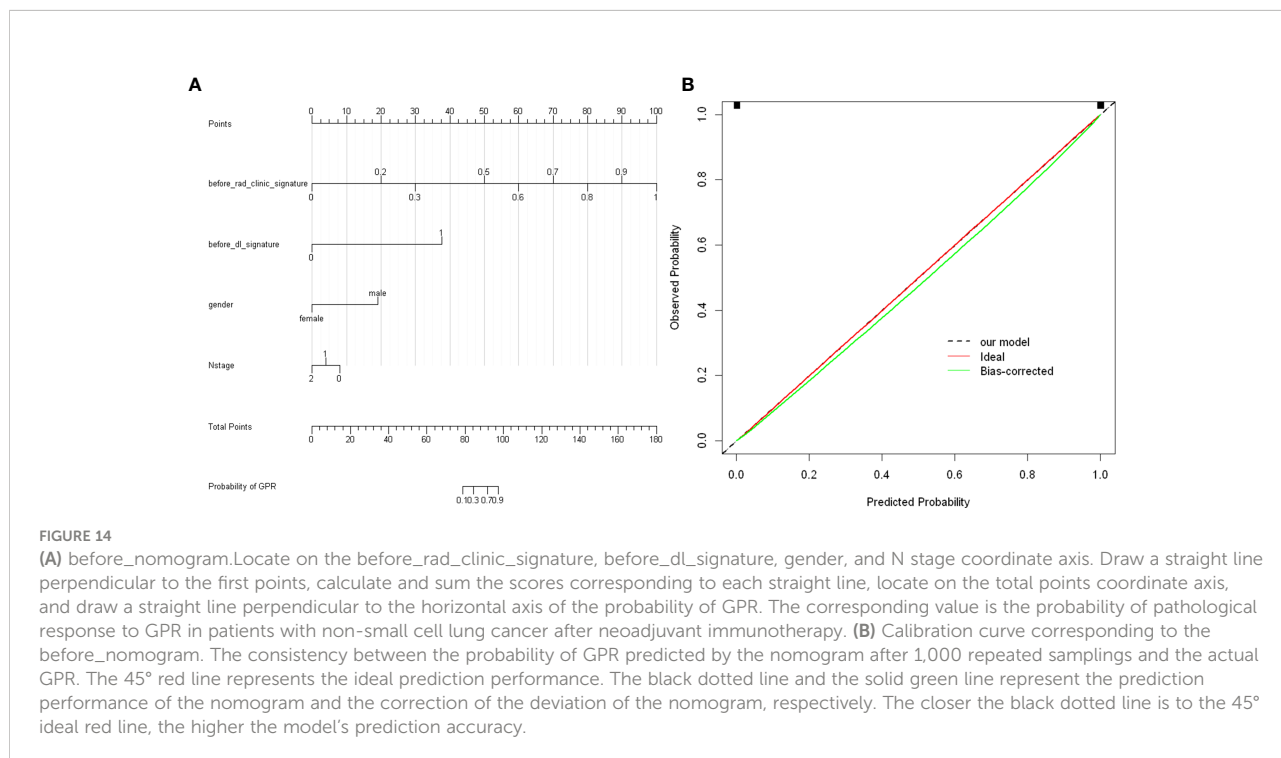 A
Points
0 10 20 30 40 50 60 70 80 90 100
before_rad_clinic_signature
0.2 0.5 0.7 0.9
0 0.3 0.6 0.8 1
before_dl_signature
1
0
gender
male
female
Nstage
1
2 0
Total Points
0 20 40 60 80 100 120 140 160 180
Probability of GPR
0.10.3 0.70.9
B
Observed Probability
1.0
0.8
0.6
0.4
0.2
0.0
our model
Ideal
Bias-corrected
0.0 0.2 0.4 0.6 0.8 1.0
Predicted Probability
FIGURE 14
(A) before_nomogram.Locate on the before_rad_clinic_signature, before_dl_signature, gender, and N stage coordinate axis. Draw a straight line
perpendicular to the first points, calculate and sum the scores corresponding to each straight line, locate on the total points coordinate axis,
and draw a straight line perpendicular to the horizontal axis of the probability of GPR. The corresponding value is the probability of pathological
response to GPR in patients with non-small cell lung cancer after neoadjuvant immunotherapy. (B) Calibration curve corresponding to the
before_nomogram. The consistency between the probability of GPR predicted by the nomogram after 1,000 repeated samplings and the actual
GPR. The 45° red line represents the ideal prediction performance. The black dotted line and the solid green line represent the prediction
performance of the nomogram and the correction of the deviation of the nomogram, respectively. The closer the black dotted line is to the 45°
ideal red line, the higher the model's prediction accuracy.